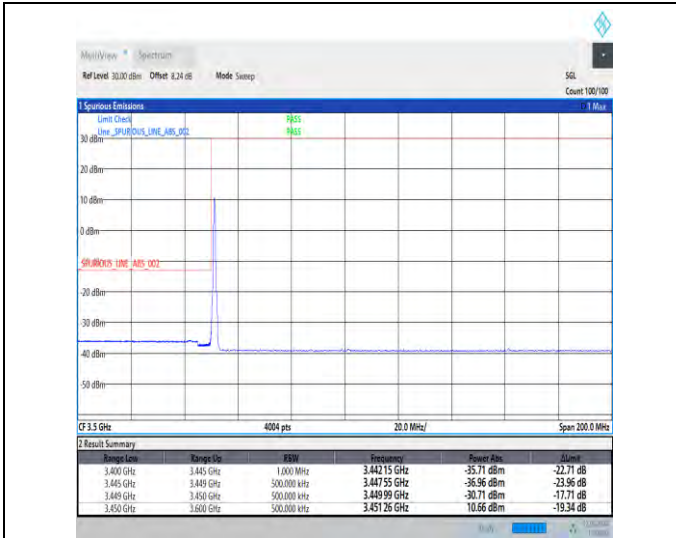 MultiView Spectrum
Ref Level 30.00 dBm Offset 8.24 dB Mode Sweep SGL
Count 100/100
1 Spurious Emissions 1 Max
Limit Check PASS
Line _SPURIOUS_LINE_ABS_002 PASS
30 dBm
20 dBm
10 dBm
0 dBm
_SPURIOUS_LINE_ABS_002
-20 dBm
-30 dBm
-40 dBm
-50 dBm
CF 3.5 GHz 4004 pts 20.0 MHz/ Span 200.0 MHz
2 Result Summary
Range Low Range Up RBW Frequency Power Abs ΔLimit
3.400 GHz 3.445 GHz 1.000 MHz 3.442 15 GHz -35.71 dBm -22.71 dB
3.445 GHz 3.449 GHz 500.000 kHz 3.447 55 GHz -36.96 dBm -23.96 dB
3.449 GHz 3.450 GHz 500.000 kHz 3.449 99 GHz -30.71 dBm -17.71 dB
3.450 GHz 3.600 GHz 500.000 kHz 3.451 26 GHz 10.66 dBm -19.34 dB